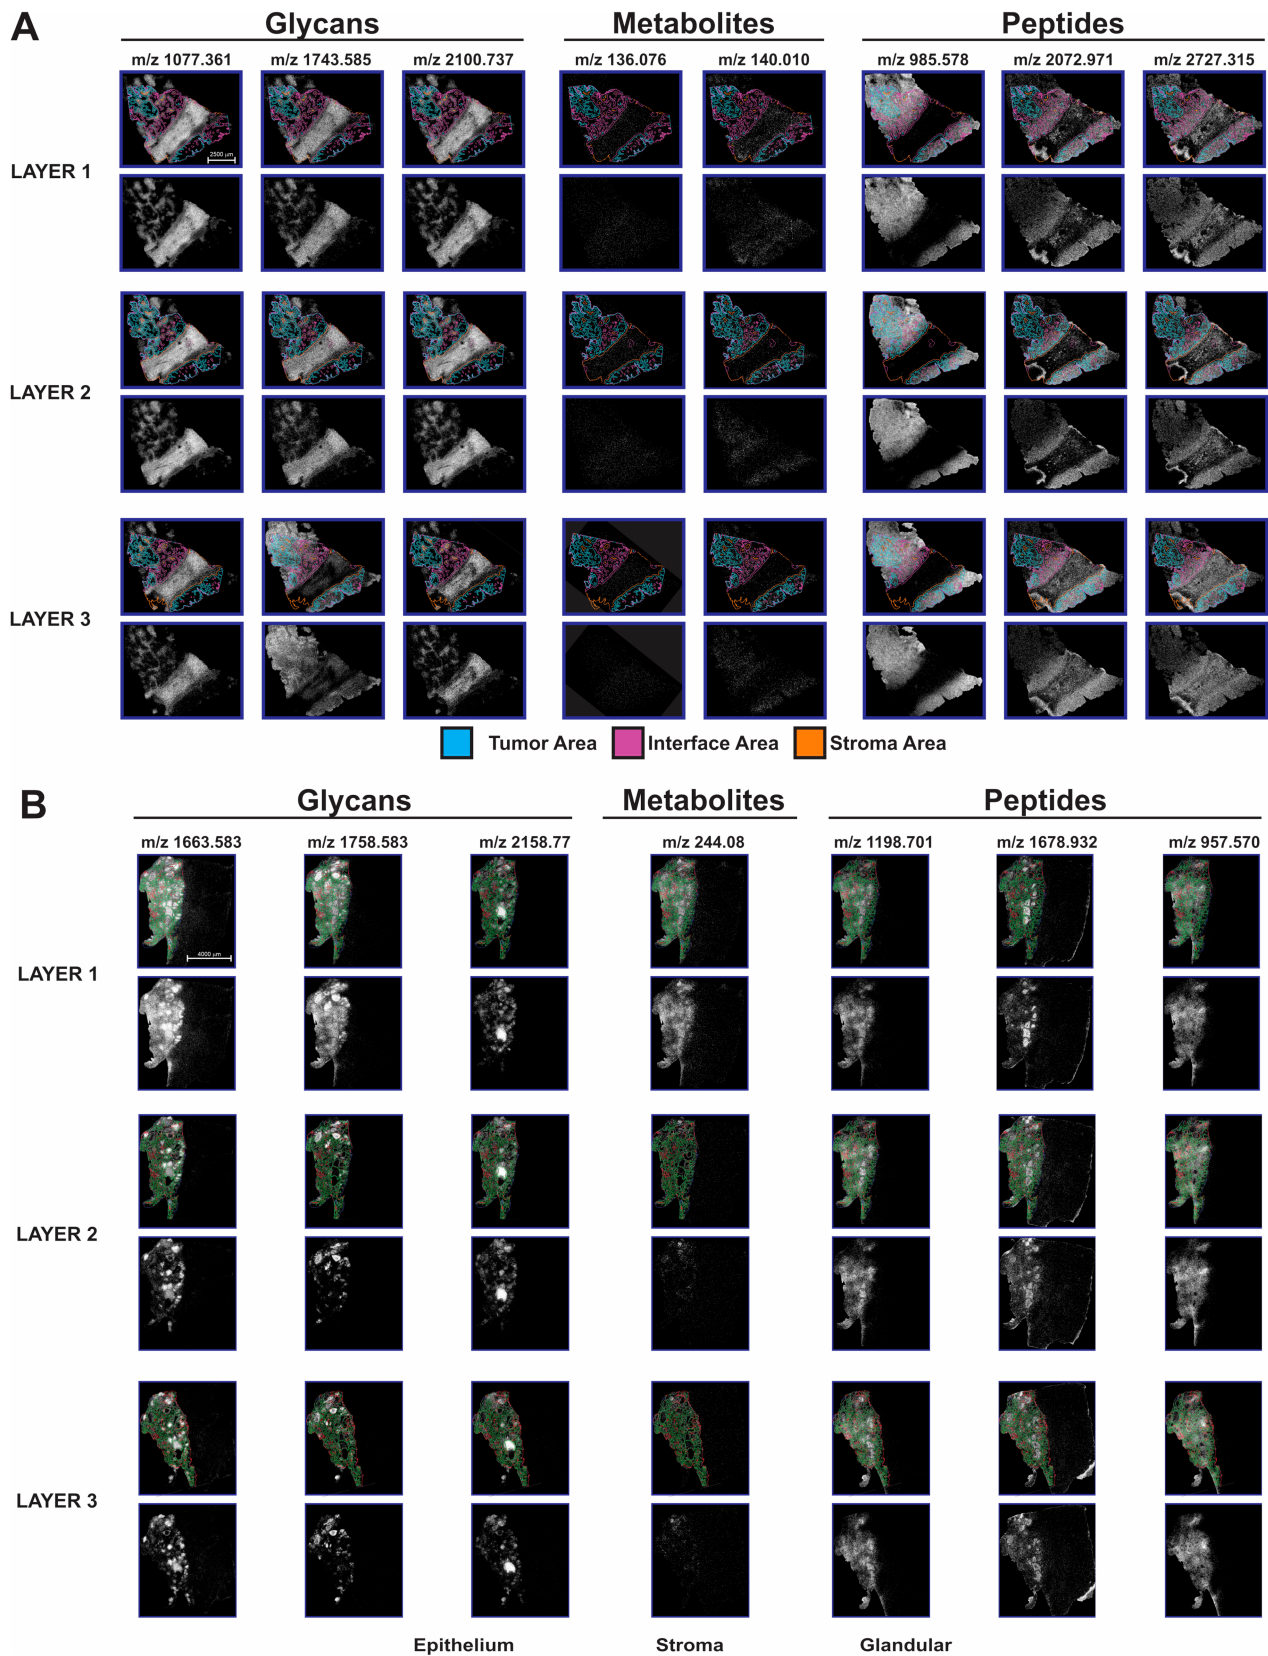 A
Glycans Metabolites Peptides
m/z 1077.361 m/z 1743.585 m/z 2100.737 m/z 136.076 m/z 140.010 m/z 985.578 m/z 2072.971 m/z 2727.315
2500 µm
LAYER 1
LAYER 2
LAYER 3
Tumor Area Interface Area Stroma Area
B
Glycans Metabolites Peptides
m/z 1663.583 m/z 1758.583 m/z 2158.77 m/z 244.08 m/z 1198.701 m/z 1678.932 m/z 957.570
4000 µm
LAYER 1
LAYER 2
LAYER 3
Epithelium Stroma Glandular